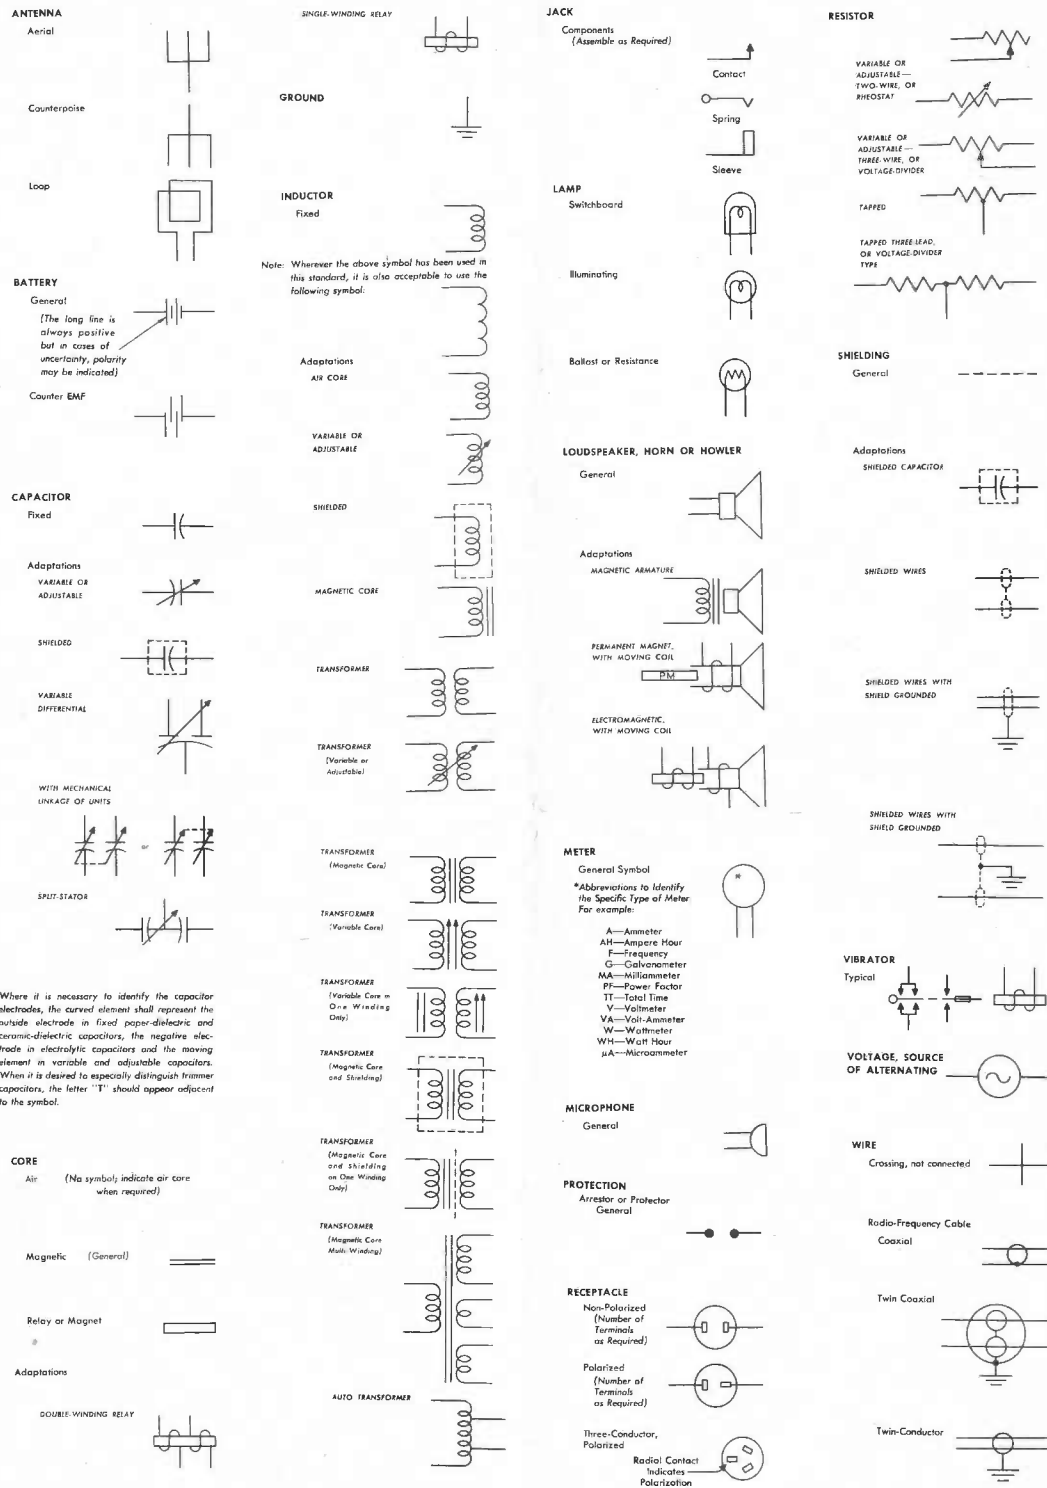 ANTENNA
Aerial
Counterpoise
Loop
BATTERY
General
(The long line is
always positive
but in cases of
uncertainty, polarity
may be indicated)
Counter EMF
CAPACITOR
Fixed
Adaptations
VARIABLE OR
ADJUSTABLE
SHIELDED
VARIABLE
DIFFERENTIAL
WITH MECHANICAL
LINKAGE OF UNITS
or
SPLIT-STATOR
Where it is necessary to identify the capacitor
electrodes, the curved element shall represent the
outside electrode in fixed paper-dielectric and
ceramic-dielectric capacitors, the negative elec-
trode in electrolytic capacitors and the moving
element in variable and adjustable capacitors.
When it is desired to especially distinguish trimmer
capacitors, the letter "T" should appear adjacent
to the symbol.
CORE
Air (No symbol; indicate air core
when required)
Magnetic (General)
Relay or Magnet
Adaptations
DOUBLE-WINDING RELAY
SINGLE-WINDING RELAY
GROUND
INDUCTOR
Fixed
Note: Wherever the above symbol has been used in
this standard, it is also acceptable to use the
following symbol:
Adaptations
AIR CORE
VARIABLE OR
ADJUSTABLE
SHIELDED
MAGNETIC CORE
TRANSFORMER
TRANSFORMER
(Variable or
Adjustable)
TRANSFORMER
(Magnetic Core)
TRANSFORMER
(Variable Core)
TRANSFORMER
(Variable Core in
One Winding
Only)
TRANSFORMER
(Magnetic Core
and Shielding)
TRANSFORMER
(Magnetic Core
and Shielding
on One Winding
Only)
TRANSFORMER
(Magnetic Core
Multi-Winding)
AUTO TRANSFORMER
JACK
Components
(Assemble as Required)
Contact
Spring
Sleeve
LAMP
Switchboard
Illuminating
Ballast or Resistance
LOUDSPEAKER, HORN OR HOWLER
General
Adaptations
MAGNETIC ARMATURE
PERMANENT MAGNET,
WITH MOVING COIL
PM
ELECTROMAGNETIC,
WITH MOVING COIL
METER
General Symbol
*
*Abbreviations to Identify
the Specific Type of Meter
For example:
A—Ammeter
AH—Ampere Hour
F—Frequency
G—Galvanometer
MA—Milliammeter
PF—Power Factor
TT—Total Time
V—Voltmeter
VA—Volt-Ammeter
W—Wattmeter
WH—Watt Hour
µA—Microammeter
MICROPHONE
General
PROTECTION
Arrestor or Protector
General
RECEPTACLE
Non-Polarized
(Number of
Terminals
as Required)
Polarized
(Number of
Terminals
as Required)
Three-Conductor,
Polarized
Radial Contact
Indicates
Polarization
RESISTOR
VARIABLE OR
ADJUSTABLE—
TWO-WIRE, OR
RHEOSTAT
VARIABLE OR
ADJUSTABLE—
THREE-WIRE, OR
VOLTAGE-DIVIDER
TAPPED
TAPPED THREE-LEAD,
OR VOLTAGE-DIVIDER
TYPE
SHIELDING
General
Adaptations
SHIELDED CAPACITOR
SHIELDED WIRES
SHIELDED WIRES WITH
SHIELD GROUNDED
SHIELDED WIRES WITH
SHIELD GROUNDED
VIBRATOR
Typical
VOLTAGE, SOURCE
OF ALTERNATING
WIRE
Crossing, not connected
Radio-Frequency Cable
Coaxial
Twin Coaxial
Twin-Conductor